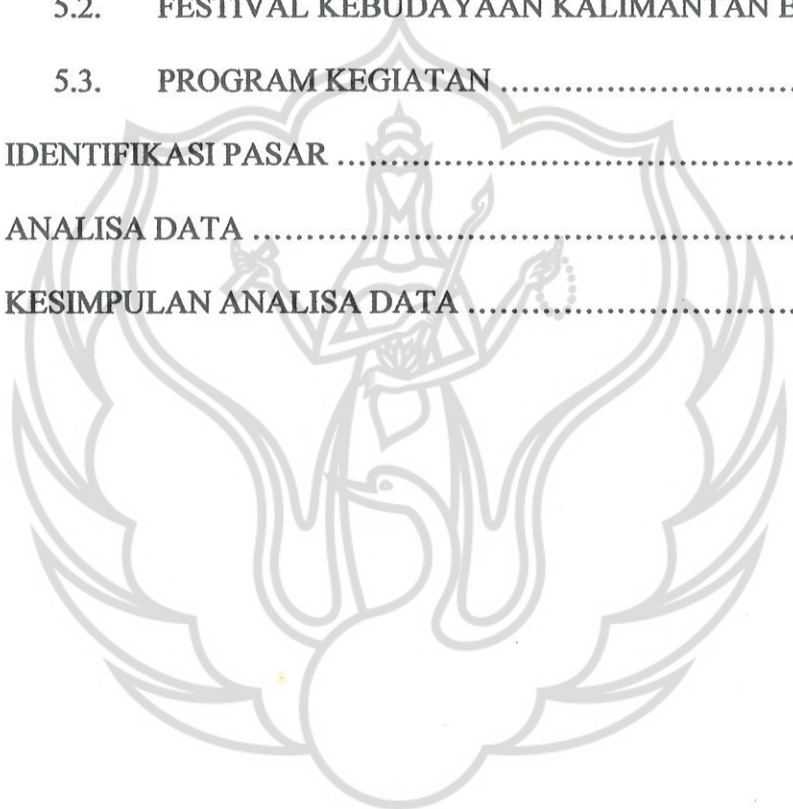 5.2. FESTIVAL KEBUDAYAAN KALIMANTAN
5.3. PROGRAM KEGIATAN ..............................
IDENTIFIKASI PASAR ................................................
ANALISA DATA ..........................................................
KESIMPULAN ANALISA DATA ..................................